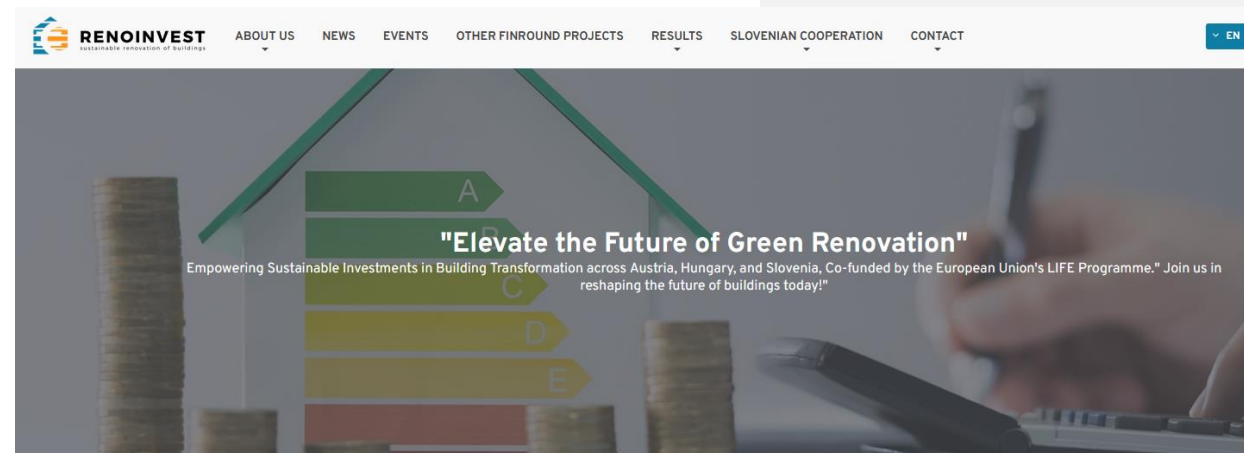 RENOINVEST
sustainable renovation of buildings
ABOUT US
NEWS
EVENTS
OTHER FINROUND PROJECTS
RESULTS
SLOVENIAN COOPERATION
CONTACT
EN
A
B
"Elevate the Future of Green Renovation"
Empowering Sustainable Investments in Building Transformation across Austria, Hungary, and Slovenia, Co-funded by the European Union's LIFE Programme." Join us in
reshaping the future of buildings today!"
C
D
E